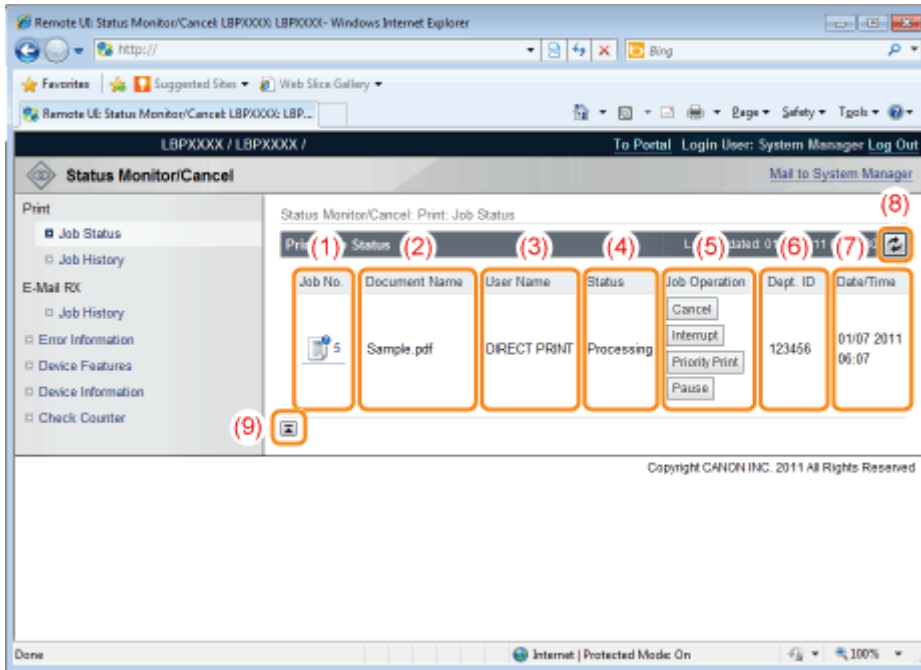 Remote UI: Status Monitor/Cancel: LBPXXXX: LBPXXXX- Windows Internet Explorer
http://
Bing
Favorites Suggested Sites Web Slice Gallery
Remote UI: Status Monitor/Cancel: LBPXXXX: LBP...
Page Safety Tools
LBPXXXX / LBPXXXX /
To Portal Login User: System Manager Log Out
Status Monitor/Cancel
Mail to System Manager
Print
Job Status
Job History
E-Mail RX
Job History
Error Information
Device Features
Device Information
Check Counter
Status Monitor/Cancel: Print: Job Status
(8)
Status
(1) (2) (3) (4) (5) (6) (7)
Job No. Document Name User Name Status Job Operation Dept. ID Date/Time
5 Sample.pdf DIRECT PRINT Processing
Cancel
Interrupt
Priority Print
Pause
123456
01/07 2011
06:07
(9)
Copyright CANON INC. 2011 All Rights Reserved
Done
Internet | Protected Mode: On
100%